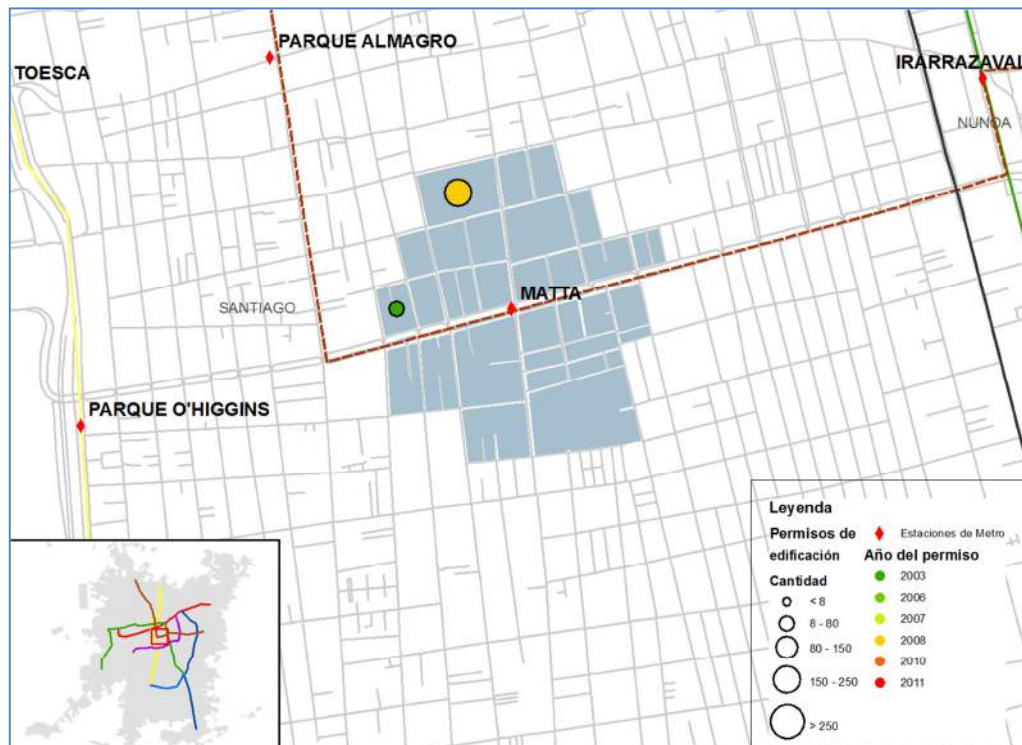 PARQUE ALMAGRO
TOESCA
IRARRAZAVAL
NUNOA
MATTA
SANTIAGO
PARQUE O'HIGGINS
Leyenda
Permisos de edificación
Cantidad
< 8
8 - 80
80 - 150
150 - 250
> 250
Estaciones de Metro
Año del permiso
2003
2006
2007
2008
2010
2011